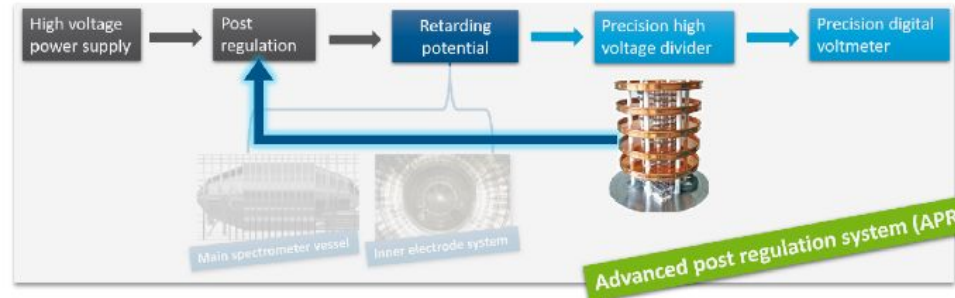 High voltage
power supply
Post
regulation
Retarding
potential
Precision high
voltage divider
Precision digital
voltmeter
Main spectrometer vessel
Inner electrode system
Advanced post regulation system (APR